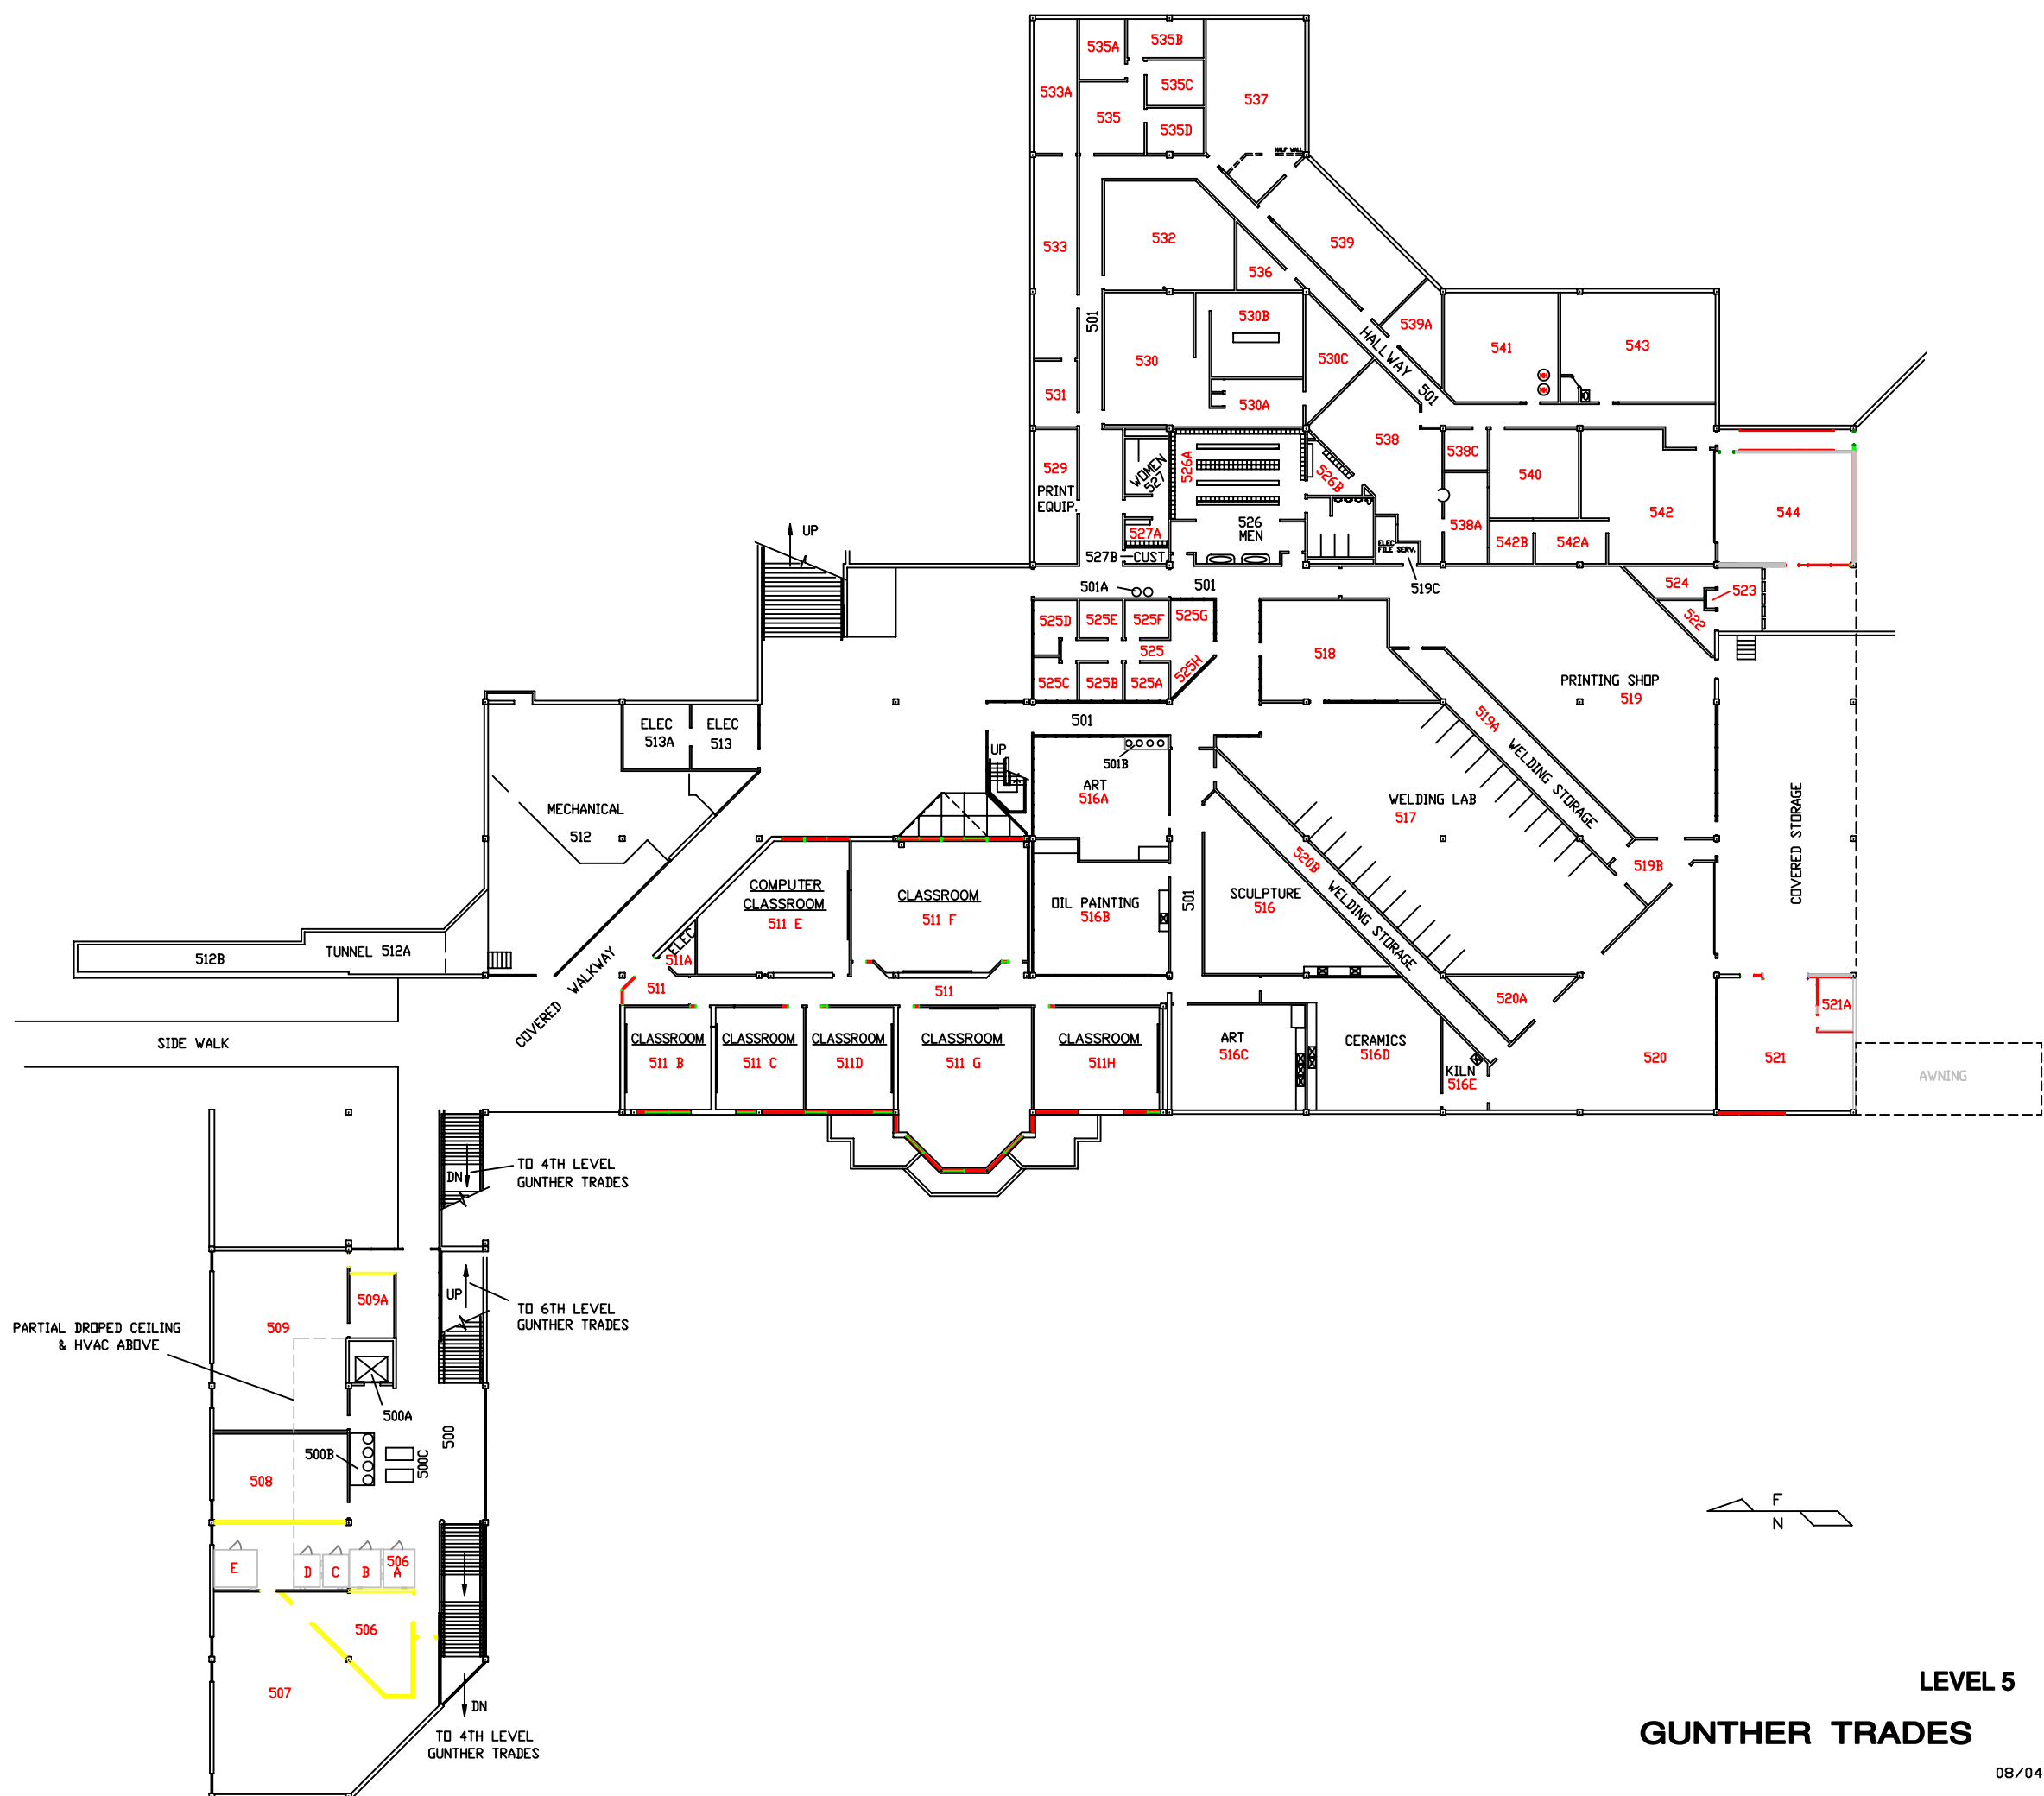 535A
535B
533A
535C
537
535
535D
HALF WALL
532
533
539
536
530B
501
539A
HALLWAY 501
530
530C
541
543
531
530A
538
538C
529
WOMEN
527
526A
526B
540
PRINT
EQUIP.
542
544
526
MEN
538A
527A
542B
542A
UP
ELEC
FILE SERV.
527B
CUST.
501A
501
519C
524
523
522
525D
525E
525F
525G
525
518
525C
525B
525A
525H
PRINTING SHOP
519
ELEC
513A
ELEC
513
501
519A WELDING STORAGE
UP
501B
ART
516A
MECHANICAL
512
WELDING LAB
517
COVERED STORAGE
519B
520B WELDING STORAGE
COMPUTER
CLASSROOM
511 E
CLASSROOM
511 F
OIL PAINTING
516B
501
SCULPTURE
516
ELEC
511A
TUNNEL 512A
512B
COVERED WALKWAY
511
511
520A
521A
SIDE WALK
CLASSROOM
511 B
CLASSROOM
511 C
CLASSROOM
511D
CLASSROOM
511 G
CLASSROOM
511H
ART
516C
CERAMICS
516D
KILN
516E
520
521
AWNING
DN
TO 4TH LEVEL
GUNTHER TRADES
UP
TO 6TH LEVEL
GUNTHER TRADES
509A
509
PARTIAL DROPED CEILING
& HVAC ABOVE
500A
500
500B
500C
508
F
N
E
D
C
B
506
A
506
507
DN
TO 4TH LEVEL
GUNTHER TRADES
LEVEL 5
GUNTHER TRADES
08/04